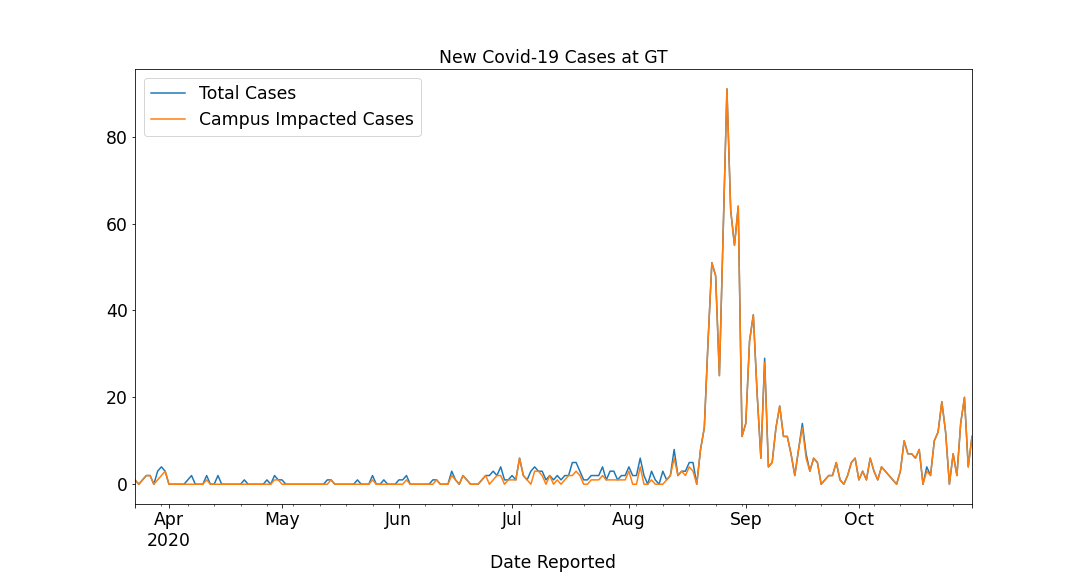 New Covid-19 Cases at GT
Total Cases
Campus Impacted Cases
80
60
40
20
0
Apr May Jun Jul Aug Sep Oct
2020
Date Reported